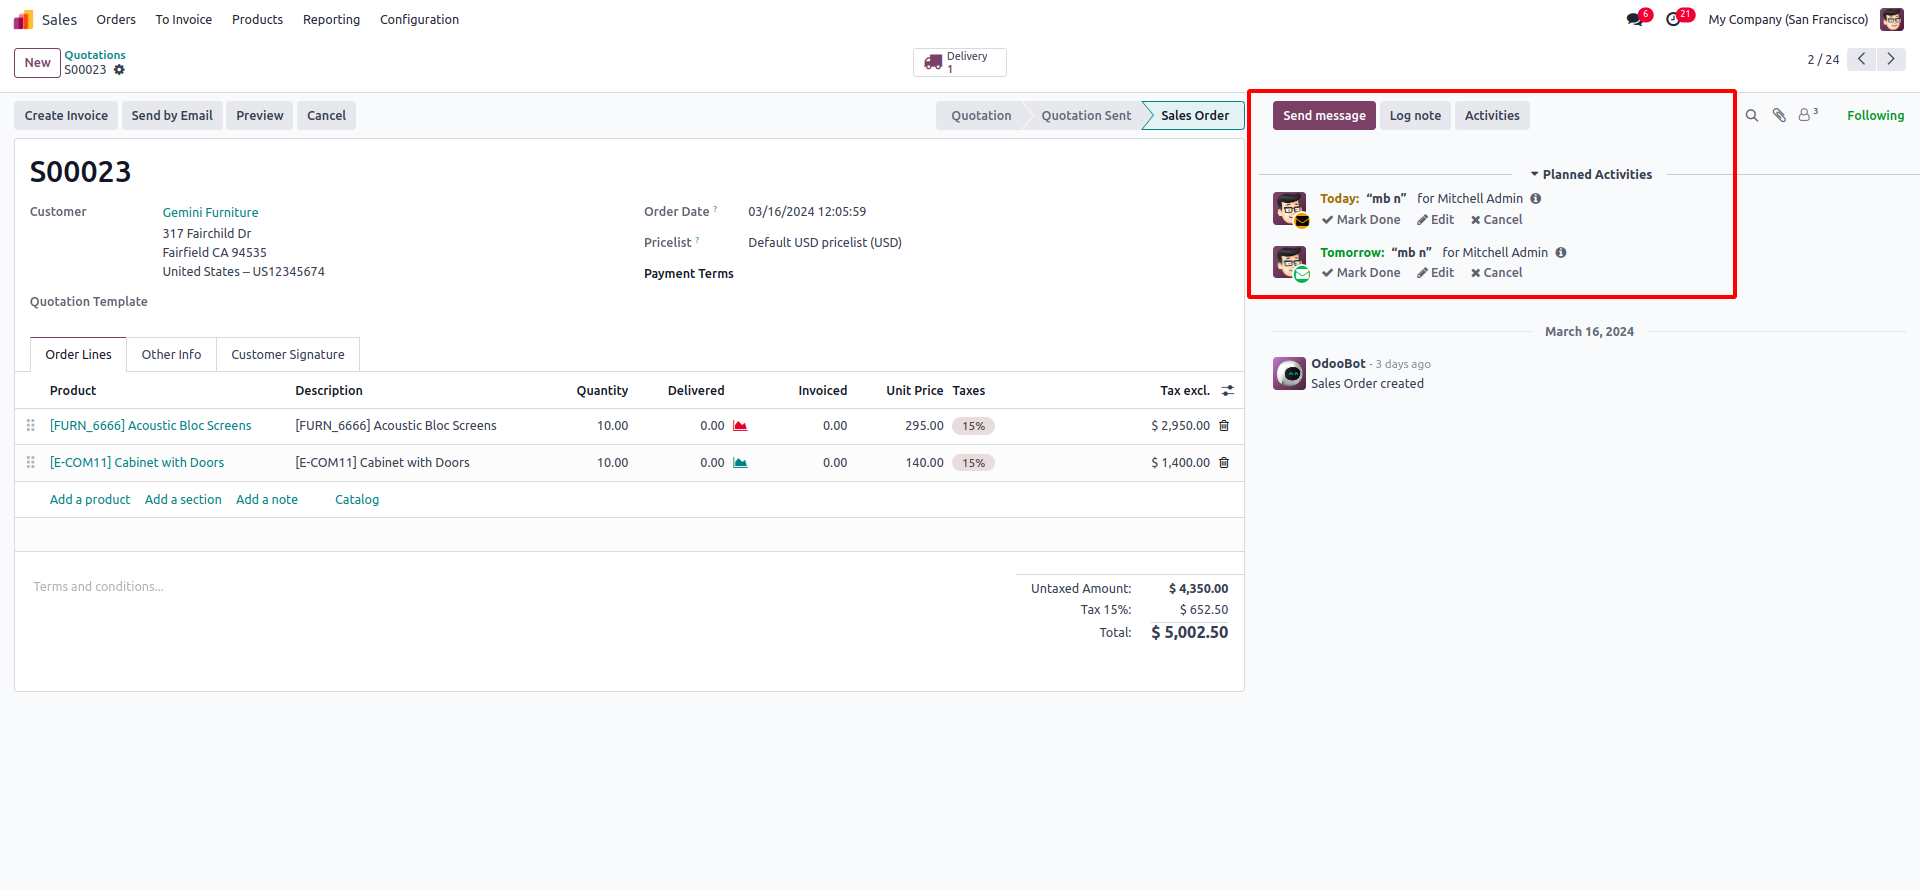 Sales Orders To Invoice Products Reporting Configuration 6 21 My Company (San Francisco)
New Quotations S00023 Delivery 1 2 / 24
Create Invoice Send by Email Preview Cancel Quotation Quotation Sent Sales Order Send message Log note Activities 3 Following
S00023
Customer Gemini Furniture
317 Fairchild Dr
Fairfield CA 94535
United States – US12345674
Quotation Template
Order Date ? 03/16/2024 12:05:59
Pricelist ? Default USD pricelist (USD)
Payment Terms
Order Lines Other Info Customer Signature
Product Description Quantity Delivered Invoiced Unit Price Taxes Tax excl.
[FURN_6666] Acoustic Bloc Screens [FURN_6666] Acoustic Bloc Screens 10.00 0.00 0.00 295.00 15% $ 2,950.00
[E-COM11] Cabinet with Doors [E-COM11] Cabinet with Doors 10.00 0.00 0.00 140.00 15% $ 1,400.00
Add a product Add a section Add a note Catalog
Terms and conditions...
Untaxed Amount: $ 4,350.00
Tax 15%: $ 652.50
Total: $ 5,002.50
Planned Activities
Today: “mb n” for Mitchell Admin
Mark Done Edit Cancel
Tomorrow: “mb n” for Mitchell Admin
Mark Done Edit Cancel
March 16, 2024
OdooBot - 3 days ago
Sales Order created